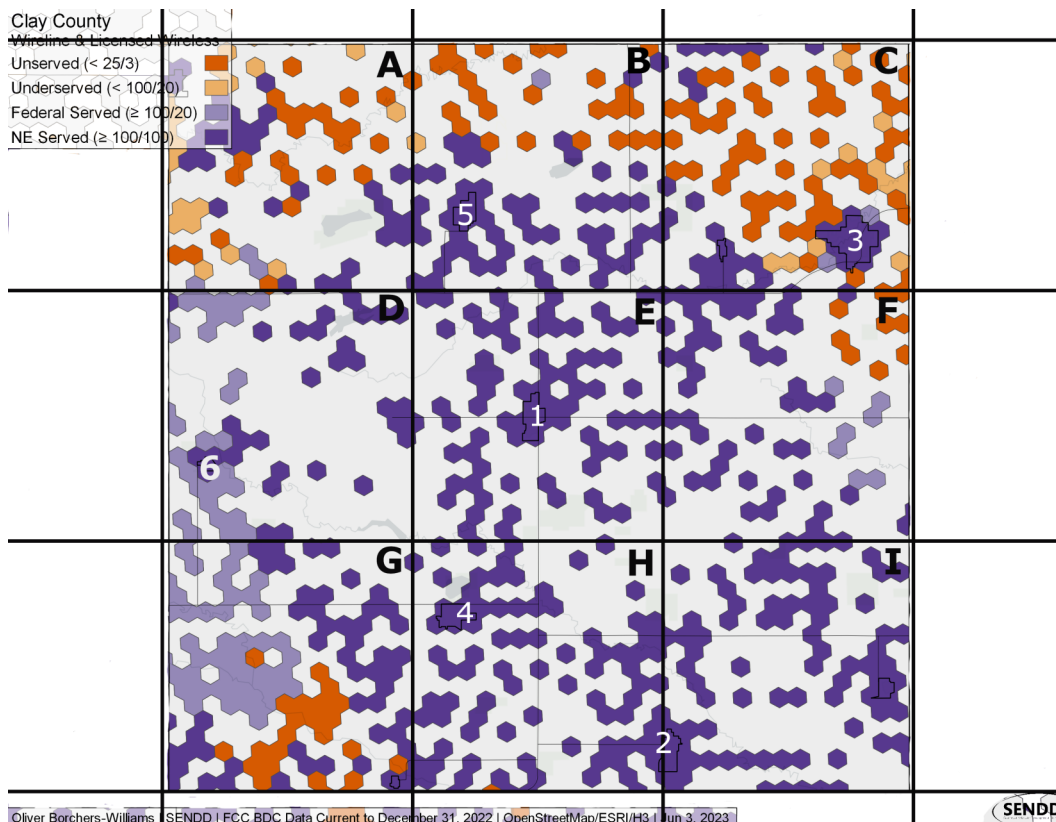 Clay County
Wireline & Licensed Wireless
Unserved (< 25/3)
Underserved (< 100/20)
Federal Served (≥ 100/20)
NE Served (≥ 100/100)
A
B
C
5
3
D
E
F
1
6
G
H
I
4
2
Oliver Borchers-Williams | SENDD | FCC BDC Data Current to December 31, 2022 | OpenStreetMap/ESRI/H3 | Jun 3, 2023
SENDD